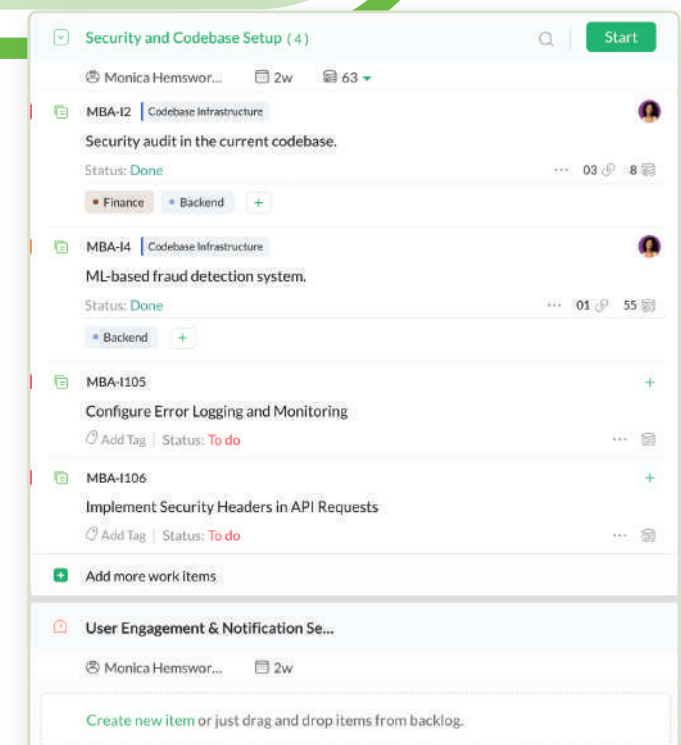 Security and Codebase Setup (4) Start
Monica Hemswor... 2w 63
MBA-I2 Codebase Infrastructure
Security audit in the current codebase.
Status: Done ... 03 8
• Finance • Backend +
MBA-I4 Codebase Infrastructure
ML-based fraud detection system.
Status: Done ... 01 55
• Backend +
MBA-I105 +
Configure Error Logging and Monitoring
Add Tag | Status: To do ...
MBA-I106 +
Implement Security Headers in API Requests
Add Tag | Status: To do ...
+ Add more work items
User Engagement & Notification Se...
Monica Hemswor... 2w
Create new item or just drag and drop items from backlog.